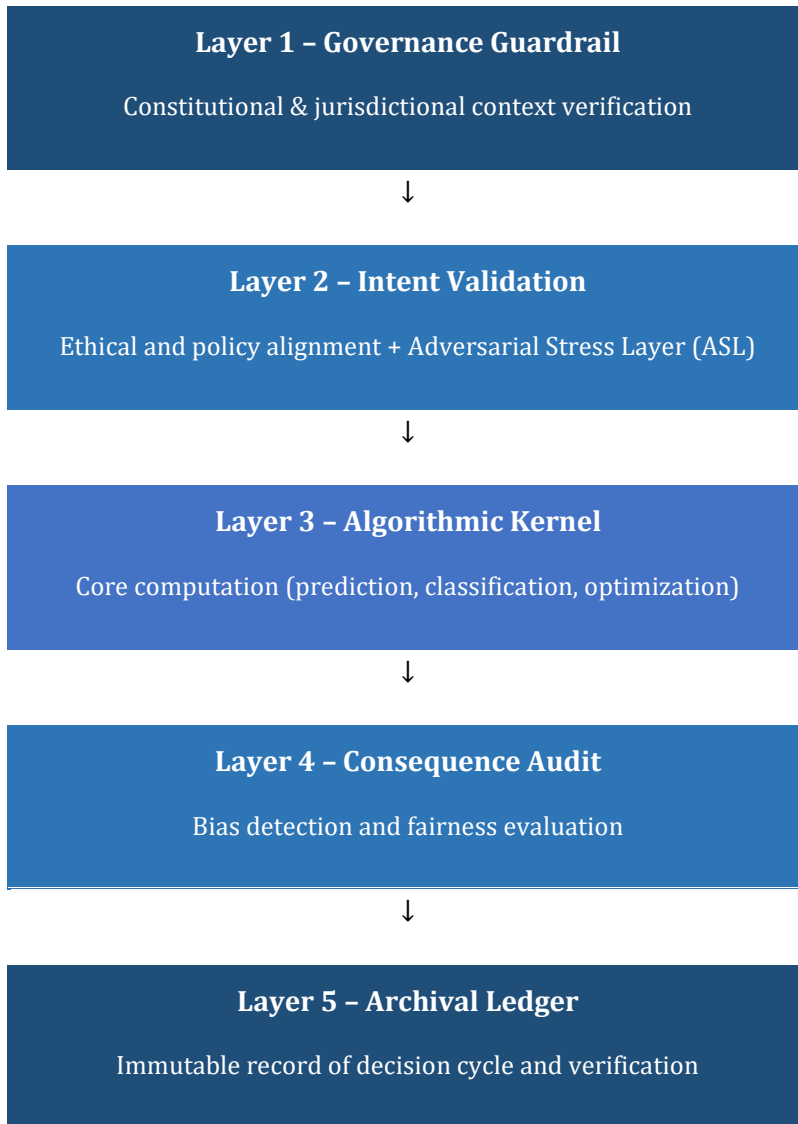 Layer 1 – Governance Guardrail
Constitutional & jurisdictional context verification
↓
Layer 2 – Intent Validation
Ethical and policy alignment + Adversarial Stress Layer (ASL)
↓
Layer 3 – Algorithmic Kernel
Core computation (prediction, classification, optimization)
↓
Layer 4 – Consequence Audit
Bias detection and fairness evaluation
↓
Layer 5 – Archival Ledger
Immutable record of decision cycle and verification